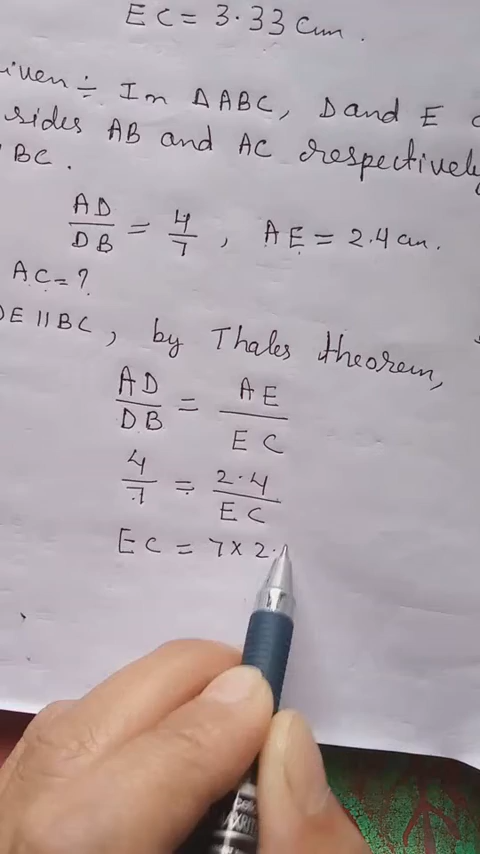 EC = 3.33 cm.
iven ÷ In ΔABC, D and E
sides AB and AC respectively
BC.
AD/DB = 4/7, AE = 2.4 cm.
AC = ?
DE || BC, by Thales theorem,
AD/DB = AE/EC
4/7 = 2.4/EC
EC = 7 × 2.